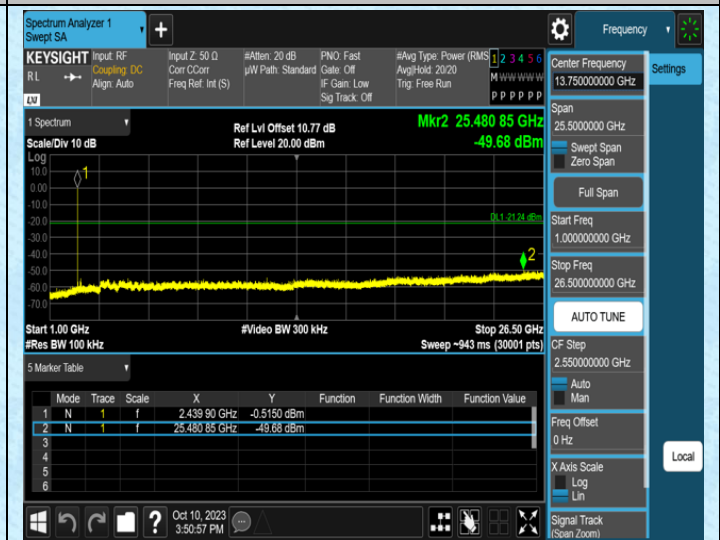 Spectrum Analyzer 1
Swept SA
+
Frequency
KEYSIGHT
R L
LXI
Input: RF
Coupling: DC
Align: Auto
Input Z: 50 Ω
Corr CCorr
Freq Ref: Int (S)
#Atten: 20 dB
µW Path: Standard
PNO: Fast
Gate: Off
IF Gain: Low
Sig Track: Off
#Avg Type: Power (RMS
Avg|Hold: 20/20
Trig: Free Run
1 2 3 4 5 6
M W W W W W
P P P P P P
Settings
1 Spectrum
Scale/Div 10 dB
Ref Lvl Offset 10.77 dB
Ref Level 20.00 dBm
Mkr2 25.480 85 GHz
-49.68 dBm
Log
10.0
0.00
-10.0
-20.0
-30.0
-40.0
-50.0
-60.0
-70.0
1
DL1 -21.24 dBm
2
Start 1.00 GHz
#Res BW 100 kHz
#Video BW 300 kHz
Stop 26.50 GHz
Sweep ~943 ms (30001 pts)
5 Marker Table
Mode Trace Scale X Y Function Function Width Function Value
1 N 1 f 2.439 90 GHz -0.5150 dBm
2 N 1 f 25.480 85 GHz -49.68 dBm
3
4
5
6
Center Frequency
13.750000000 GHz
Span
25.5000000 GHz
Swept Span
Zero Span
Full Span
Start Freq
1.000000000 GHz
Stop Freq
26.500000000 GHz
AUTO TUNE
CF Step
2.550000000 GHz
Auto
Man
Freq Offset
0 Hz
X Axis Scale
Log
Lin
Signal Track
(Span Zoom)
Local
?
Oct 10, 2023
3:50:57 PM